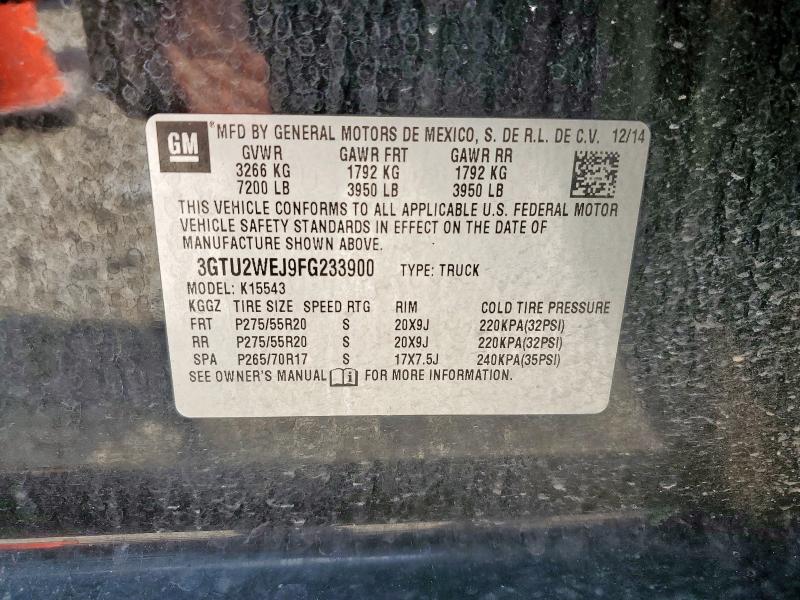 GM
®MFD BY GENERAL MOTORS DE MEXICO, S. DE R.L. DE C.V. 12/14
GVWR GAWR FRT GAWR RR
3266 KG 1792 KG 1792 KG
7200 LB 3950 LB 3950 LB
THIS VEHICLE CONFORMS TO ALL APPLICABLE U.S. FEDERAL MOTOR
VEHICLE SAFETY STANDARDS IN EFFECT ON THE DATE OF
MANUFACTURE SHOWN ABOVE.
3GTU2WEJ9FG233900 TYPE: TRUCK
MODEL: K15543
KGGZ TIRE SIZE SPEED RTG RIM COLD TIRE PRESSURE
FRT P275/55R20 S 20X9J 220KPA(32PSI)
RR P275/55R20 S 20X9J 220KPA(32PSI)
SPA P265/70R17 S 17X7.5J 240KPA(35PSI)
SEE OWNER'S MANUAL FOR MORE INFORMATION.